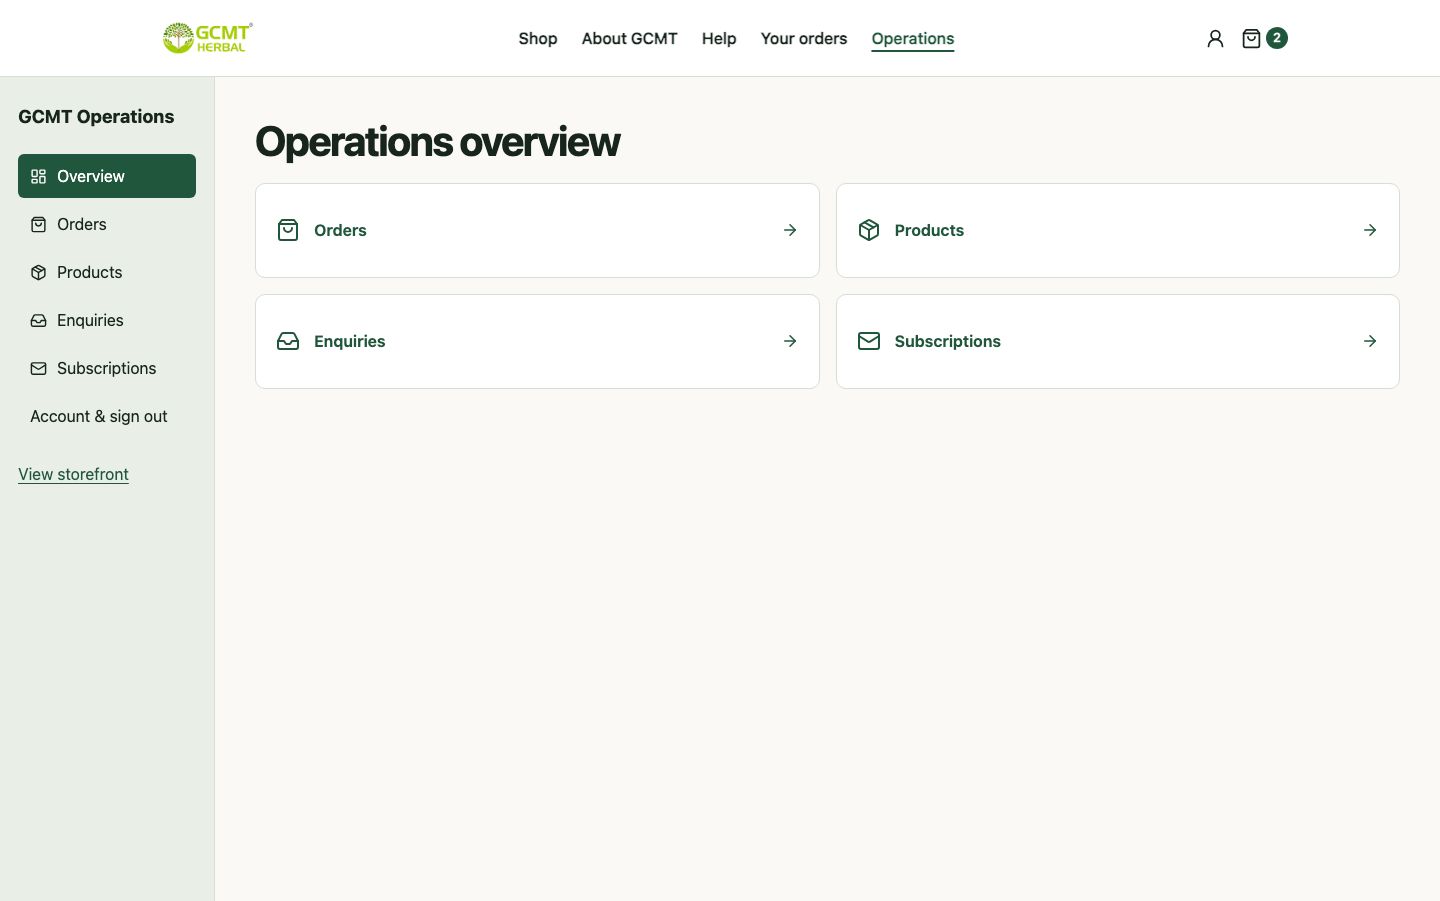 GCMT®
HERBAL
Shop
About GCMT
Help
Your orders
Operations
2
GCMT Operations
Overview
Orders
Products
Enquiries
Subscriptions
Account & sign out
View storefront
Operations overview
Orders
Products
Enquiries
Subscriptions